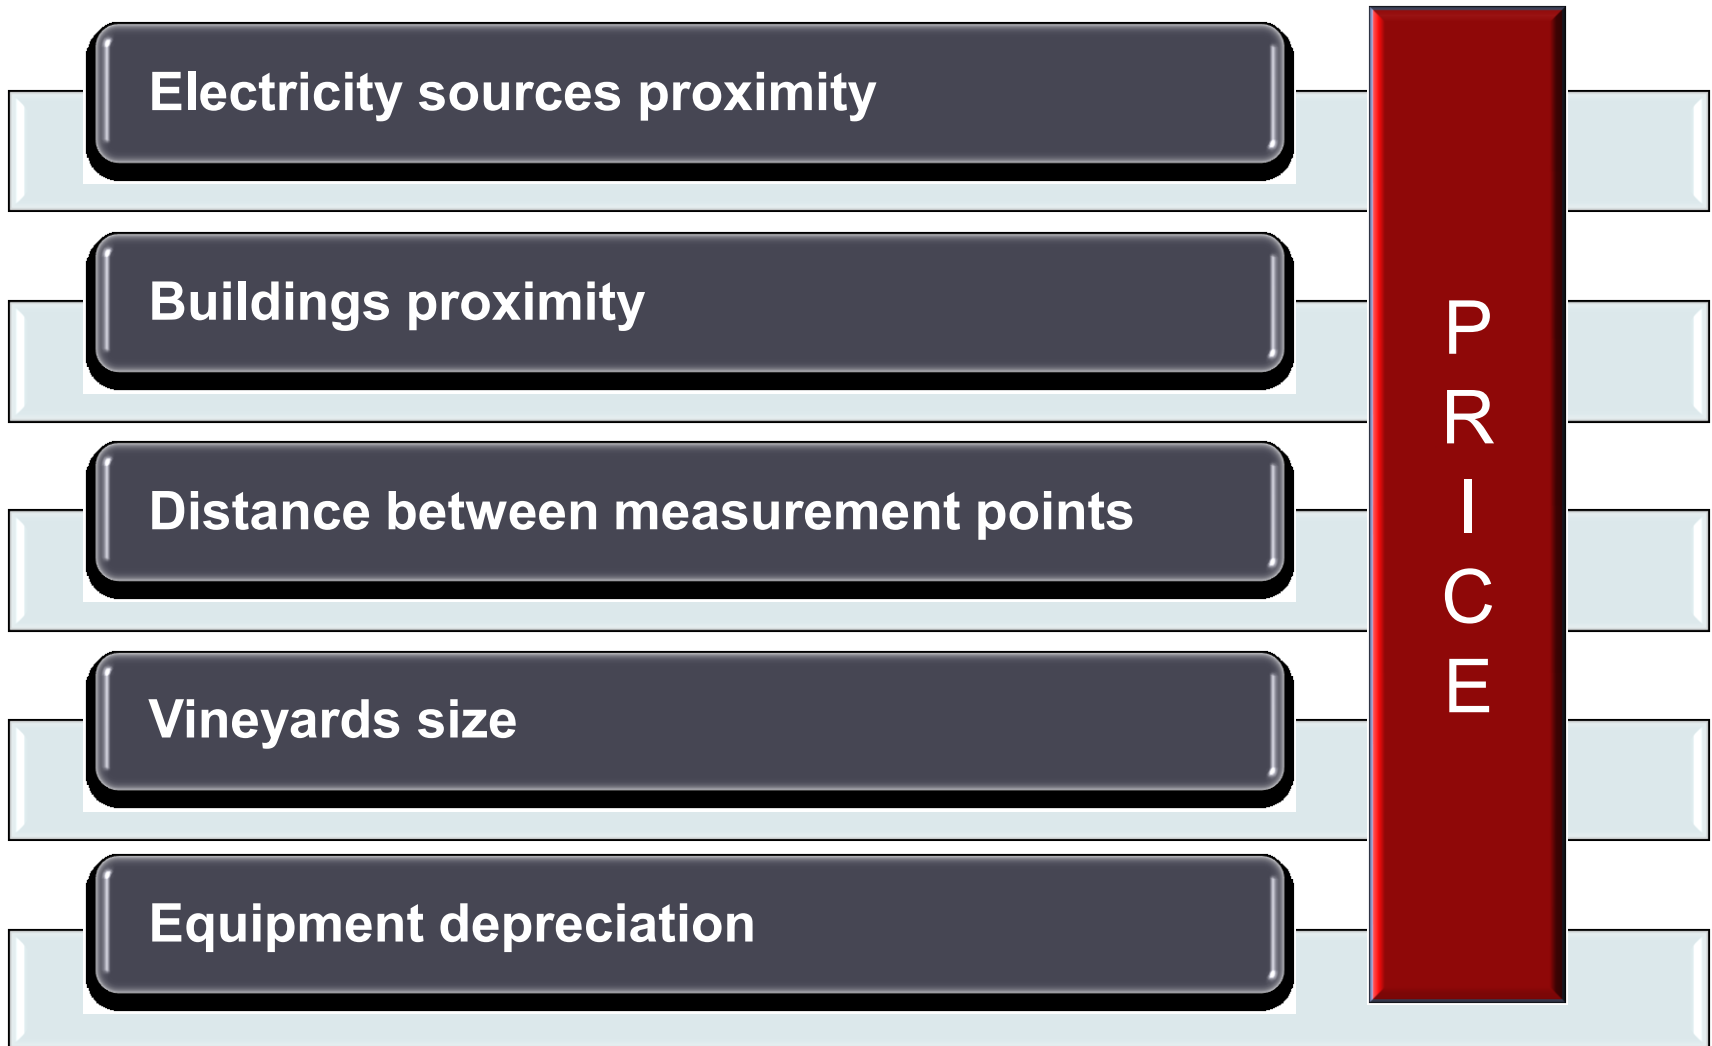 Electricity sources proximity
Buildings proximity
Distance between measurement points
Vineyards size
Equipment depreciation
P
R
I
C
E